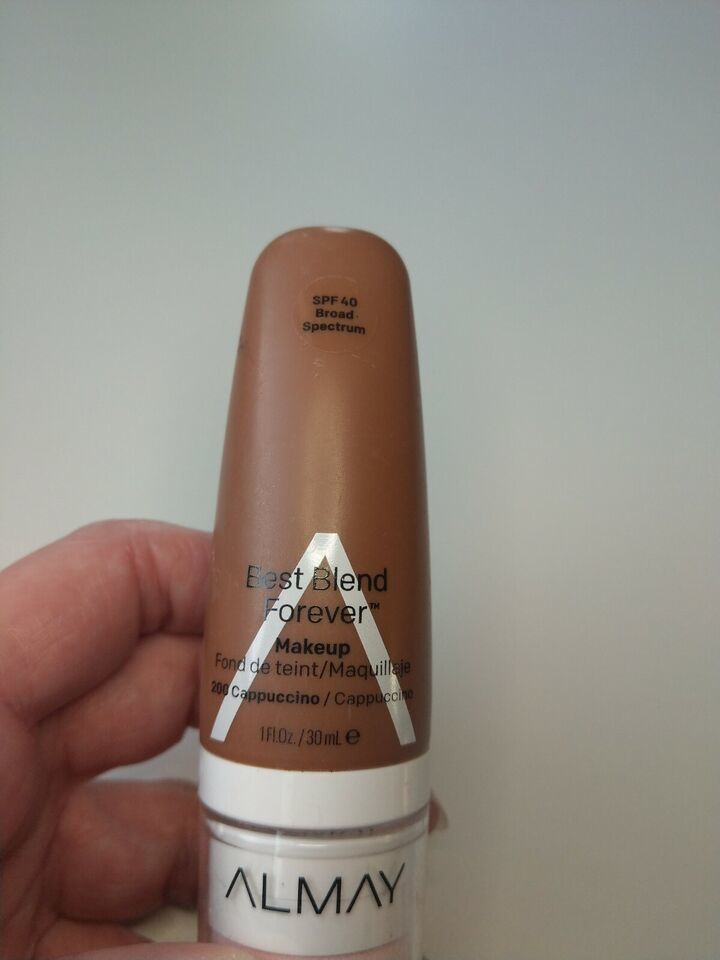 SPF 40
Broad
Spectrum
Best Blend
Forever™
Makeup
Fond de teint/Maquillaje
200 Cappuccino / Cappuccino
1 Fl.Oz. / 30 mL ℮
ALMAY